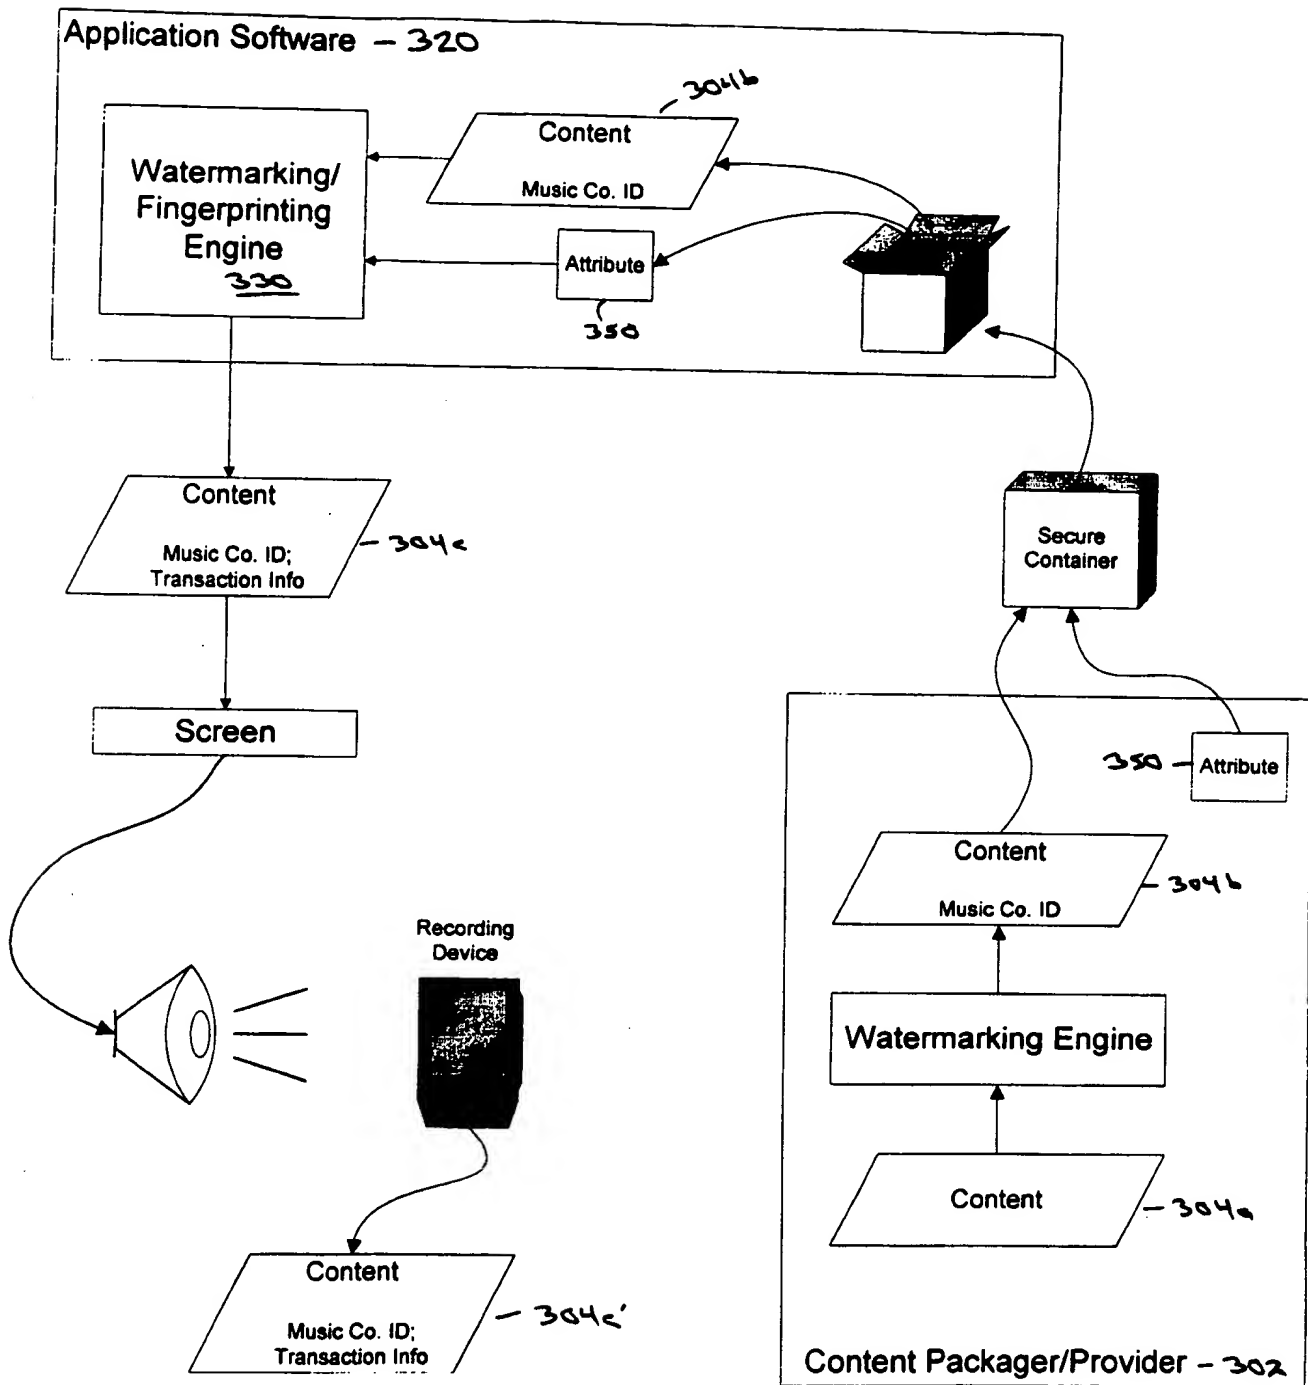 Application Software – 320
304b
Content
Music Co. ID
Watermarking/
Fingerprinting
Engine
330
Attribute
350
Content
Music Co. ID;
Transaction Info
304c
Secure
Container
Screen
350 Attribute
Content
Music Co. ID
304b
Recording
Device
Watermarking Engine
Content
304a
Content
Music Co. ID;
Transaction Info
304c'
Content Packager/Provider – 302